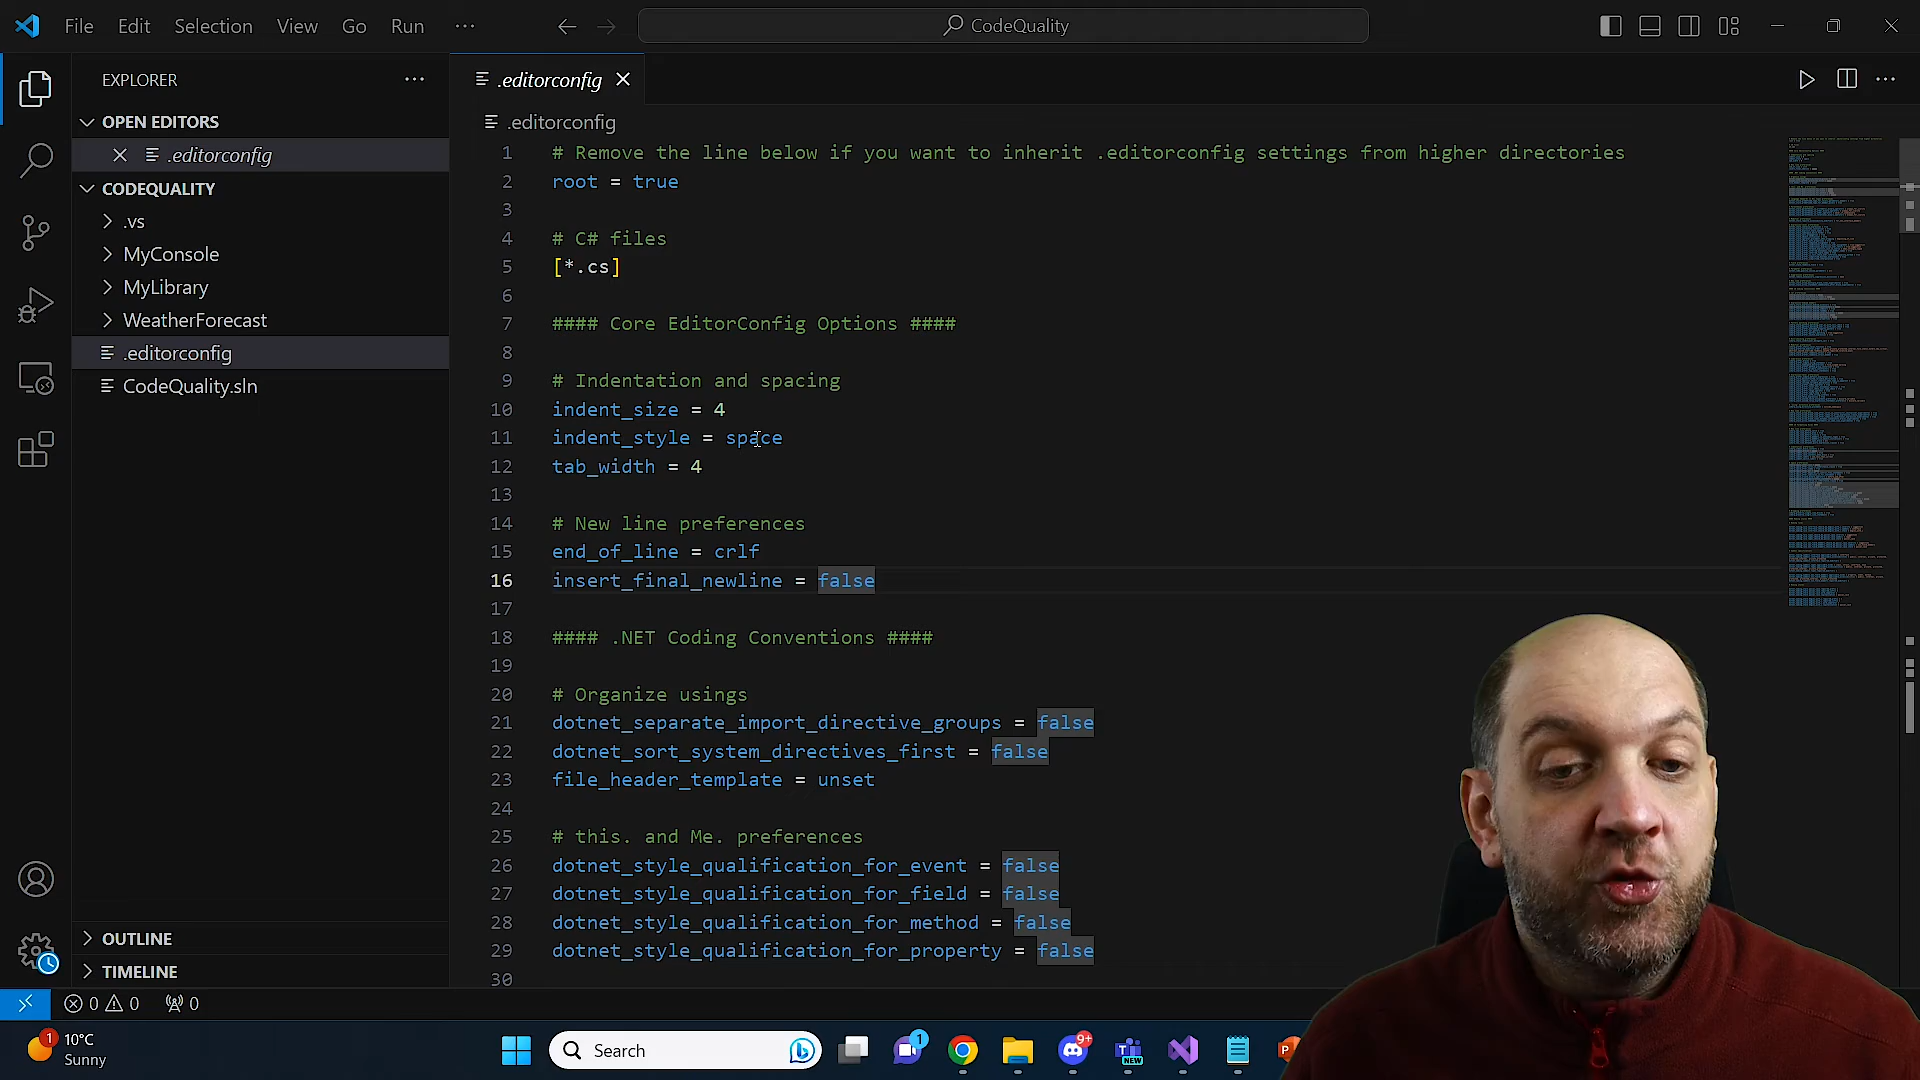 File Edit Selection View Go Run ···
CodeQuality
EXPLORER
OPEN EDITORS
.editorconfig
CODEQUALITY
.vs
MyConsole
MyLibrary
WeatherForecast
.editorconfig
CodeQuality.sln
OUTLINE
TIMELINE
.editorconfig
.editorconfig
1 # Remove the line below if you want to inherit .editorconfig settings from higher directories
2 root = true
3
4 # C# files
5 [*.cs]
6
7 #### Core EditorConfig Options ####
8
9 # Indentation and spacing
10 indent_size = 4
11 indent_style = space
12 tab_width = 4
13
14 # New line preferences
15 end_of_line = crlf
16 insert_final_newline = false
17
18 #### .NET Coding Conventions ####
19
20 # Organize usings
21 dotnet_separate_import_directive_groups = false
22 dotnet_sort_system_directives_first = false
23 file_header_template = unset
24
25 # this. and Me. preferences
26 dotnet_style_qualification_for_event = false
27 dotnet_style_qualification_for_field = false
28 dotnet_style_qualification_for_method = false
29 dotnet_style_qualification_for_property = false
30
0 0 0
1
10°C
Sunny
Search
1
9+
NEW
P